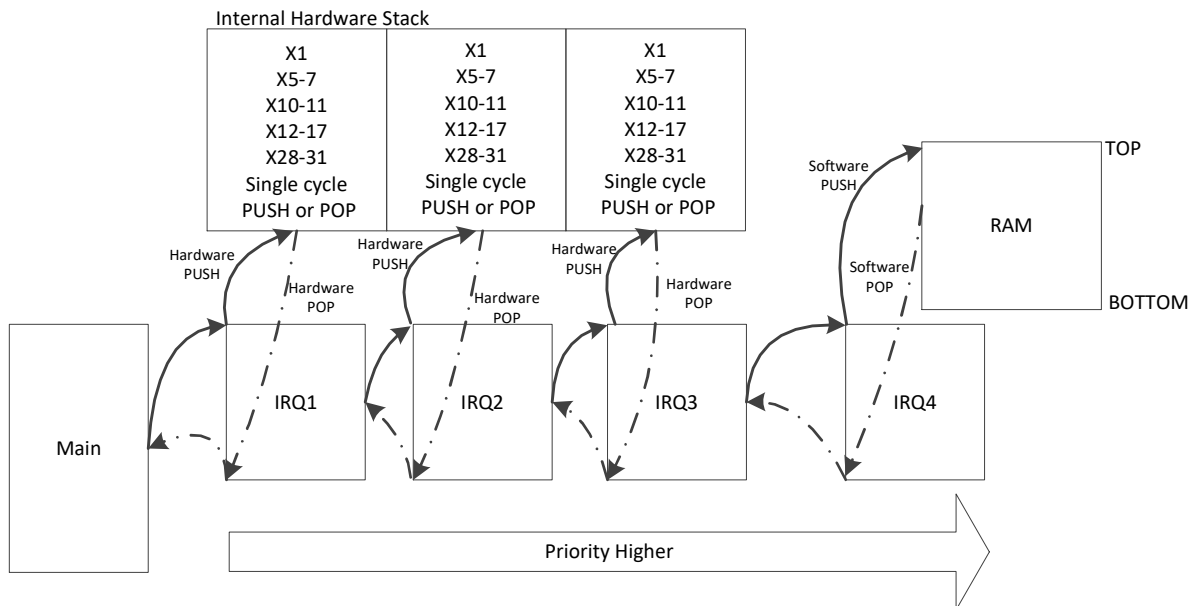 Internal Hardware Stack
X1
X5-7
X10-11
X12-17
X28-31
Single cycle
PUSH or POP
X1
X5-7
X10-11
X12-17
X28-31
Single cycle
PUSH or POP
X1
X5-7
X10-11
X12-17
X28-31
Single cycle
PUSH or POP
Software
PUSH
TOP
RAM
Software
POP
BOTTOM
Hardware
PUSH
Hardware
POP
Hardware
PUSH
Hardware
POP
Hardware
PUSH
Hardware
POP
Main
IRQ1
IRQ2
IRQ3
IRQ4
Priority Higher